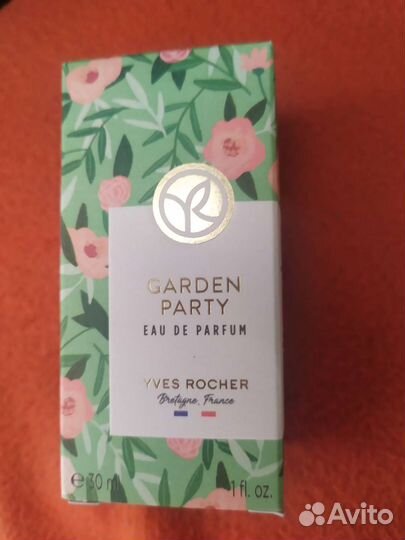 GARDEN
PARTY
EAU DE PARFUM
YVES ROCHER
Bretagne, France
℮ 30 ml
1 fl. oz.
Avito